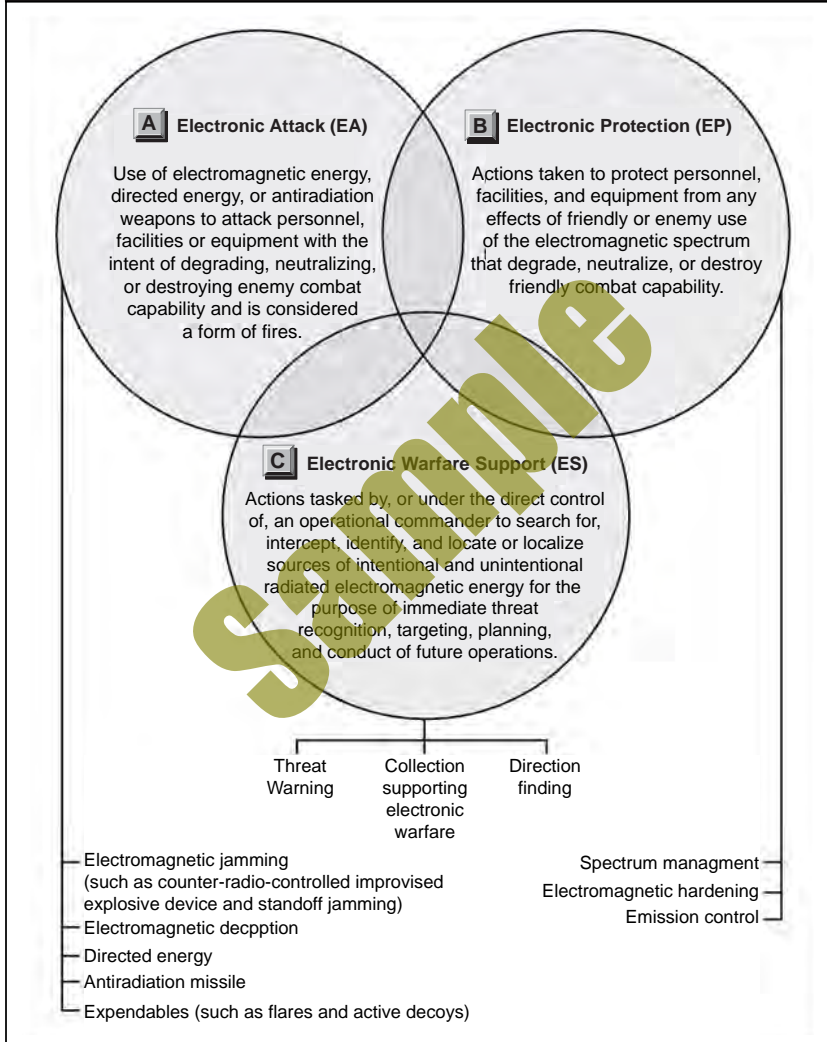 A Electronic Attack (EA)
Use of electromagnetic energy,
directed energy, or antiradiation
weapons to attack personnel,
facilities or equipment with the
intent of degrading, neutralizing,
or destroying enemy combat
capability and is considered
a form of fires.
B Electronic Protection (EP)
Actions taken to protect personnel,
facilities, and equipment from any
effects of friendly or enemy use
of the electromagnetic spectrum
that degrade, neutralize, or destroy
friendly combat capability.
C Electronic Warfare Support (ES)
Actions tasked by, or under the direct control
of, an operational commander to search for,
intercept, identify, and locate or localize
sources of intentional and unintentional
radiated electromagnetic energy for the
purpose of immediate threat
recognition, targeting, planning,
and conduct of future operations.
Sample
Threat
Warning
Collection
supporting
electronic
warfare
Direction
finding
Electromagnetic jamming
(such as counter-radio-controlled improvised
explosive device and standoff jamming)
Electromagnetic decpption
Directed energy
Antiradiation missile
Expendables (such as flares and active decoys)
Spectrum managment
Electromagnetic hardening
Emission control